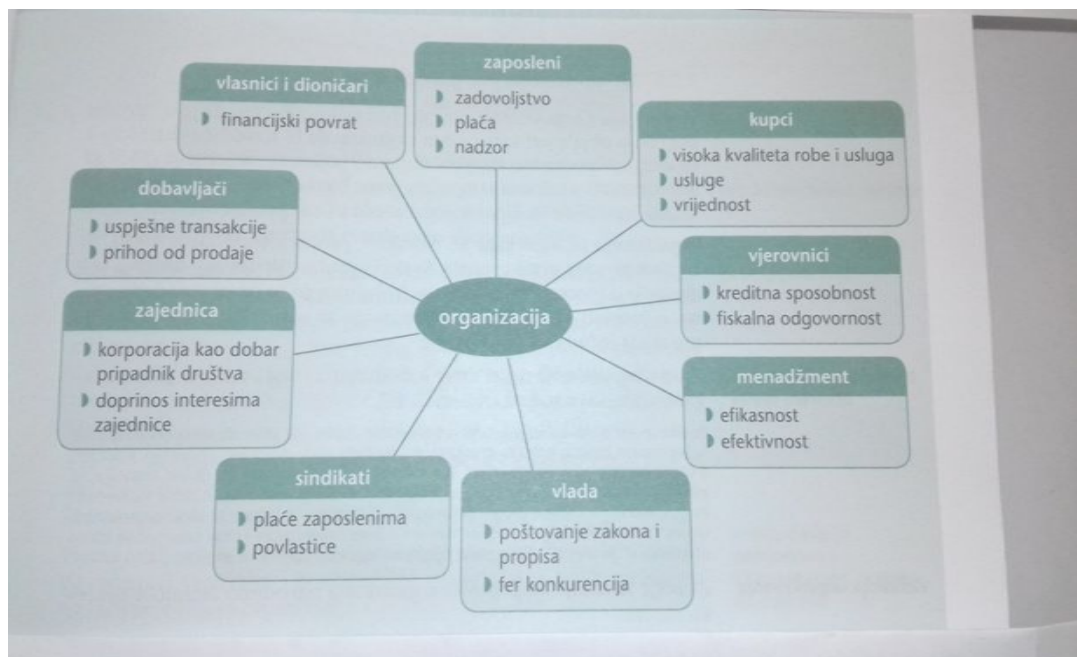 vlasnici i dioničari
financijski povrat
zaposleni
zadovoljstvo
plaća
nadzor
kupci
visoka kvaliteta robe i usluga
usluge
vrijednost
dobavljači
uspješne transakcije
prihod od prodaje
vjerovnici
kreditna sposobnost
fiskalna odgovornost
organizacija
zajednica
korporacija kao dobar
pripadnik društva
doprinos interesima
zajednice
menadžment
efikasnost
efektivnost
sindikati
plaće zaposlenima
povlastice
vlada
poštovanje zakona i
propisa
fer konkurencija